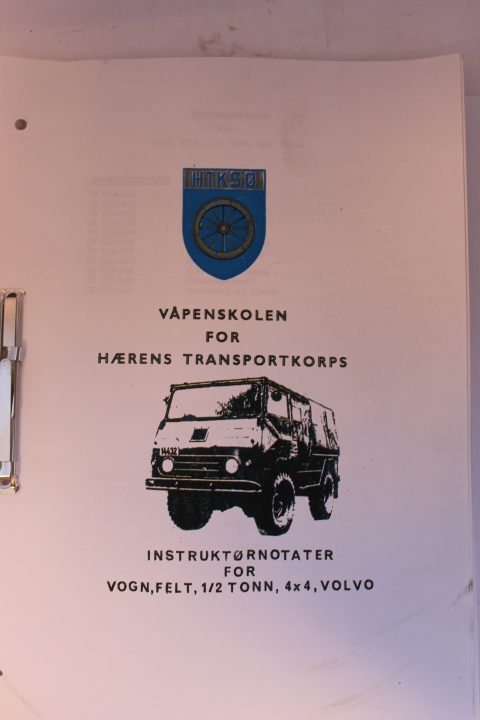 HTKSØ
VÅPENSKOLEN
FOR
HÆRENS TRANSPORTKORPS
INSTRUKTØRNOTATER
FOR
VOGN, FELT, 1/2 TONN, 4x4, VOLVO